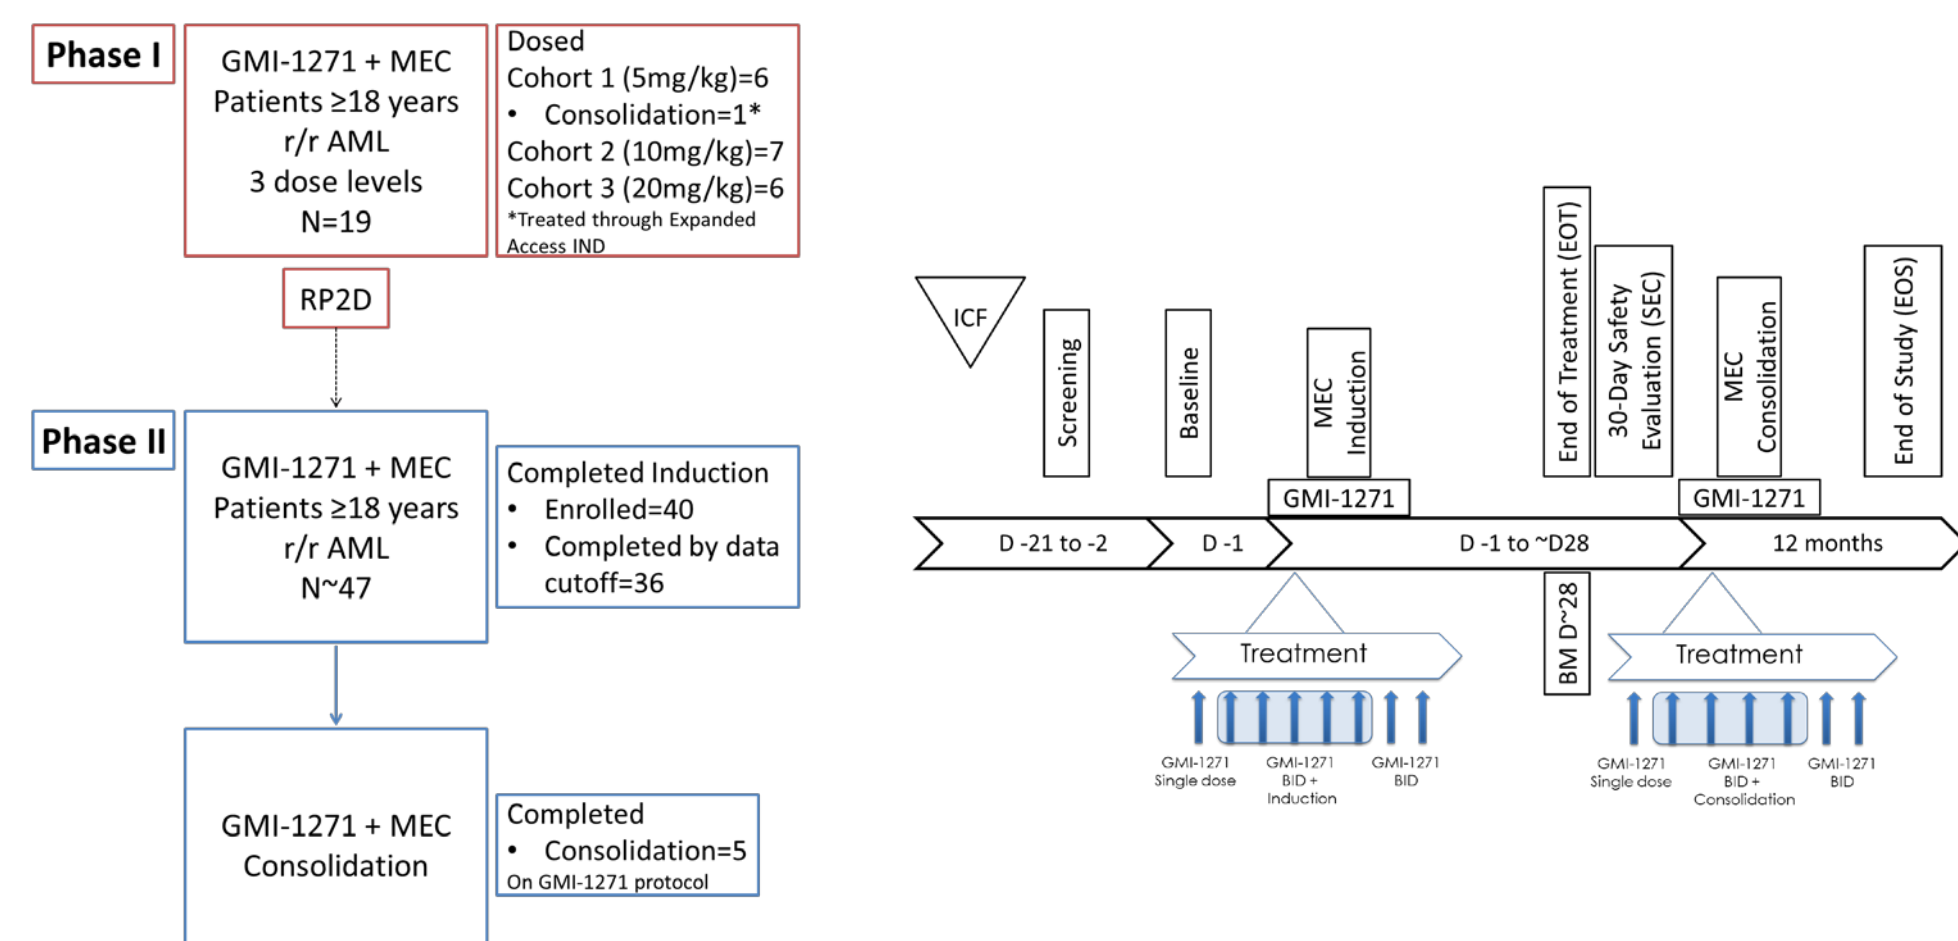 Phase I
GMI-1271 + MEC
Patients ≥18 years
r/r AML
3 dose levels
N=19
Dosed
Cohort 1 (5mg/kg)=6
• Consolidation=1*
Cohort 2 (10mg/kg)=7
Cohort 3 (20mg/kg)=6
*Treated through Expanded
Access IND
RP2D
Phase II
GMI-1271 + MEC
Patients ≥18 years
r/r AML
N~47
Completed Induction
• Enrolled=40
• Completed by data
cutoff=36
GMI-1271 + MEC
Consolidation
Completed
• Consolidation=5
On GMI-1271 protocol
ICF
Screening
Baseline
MEC
Induction
GMI-1271
End of Treatment (EOT)
30-Day Safety
Evaluation (SEC)
MEC
Consolidation
GMI-1271
End of Study (EOS)
D -21 to -2
D -1
D -1 to ~D28
12 months
BM D~28
Treatment
GMI-1271
Single dose
GMI-1271
BID +
Induction
GMI-1271
BID
Treatment
GMI-1271
Single dose
GMI-1271
BID +
Consolidation
GMI-1271
BID